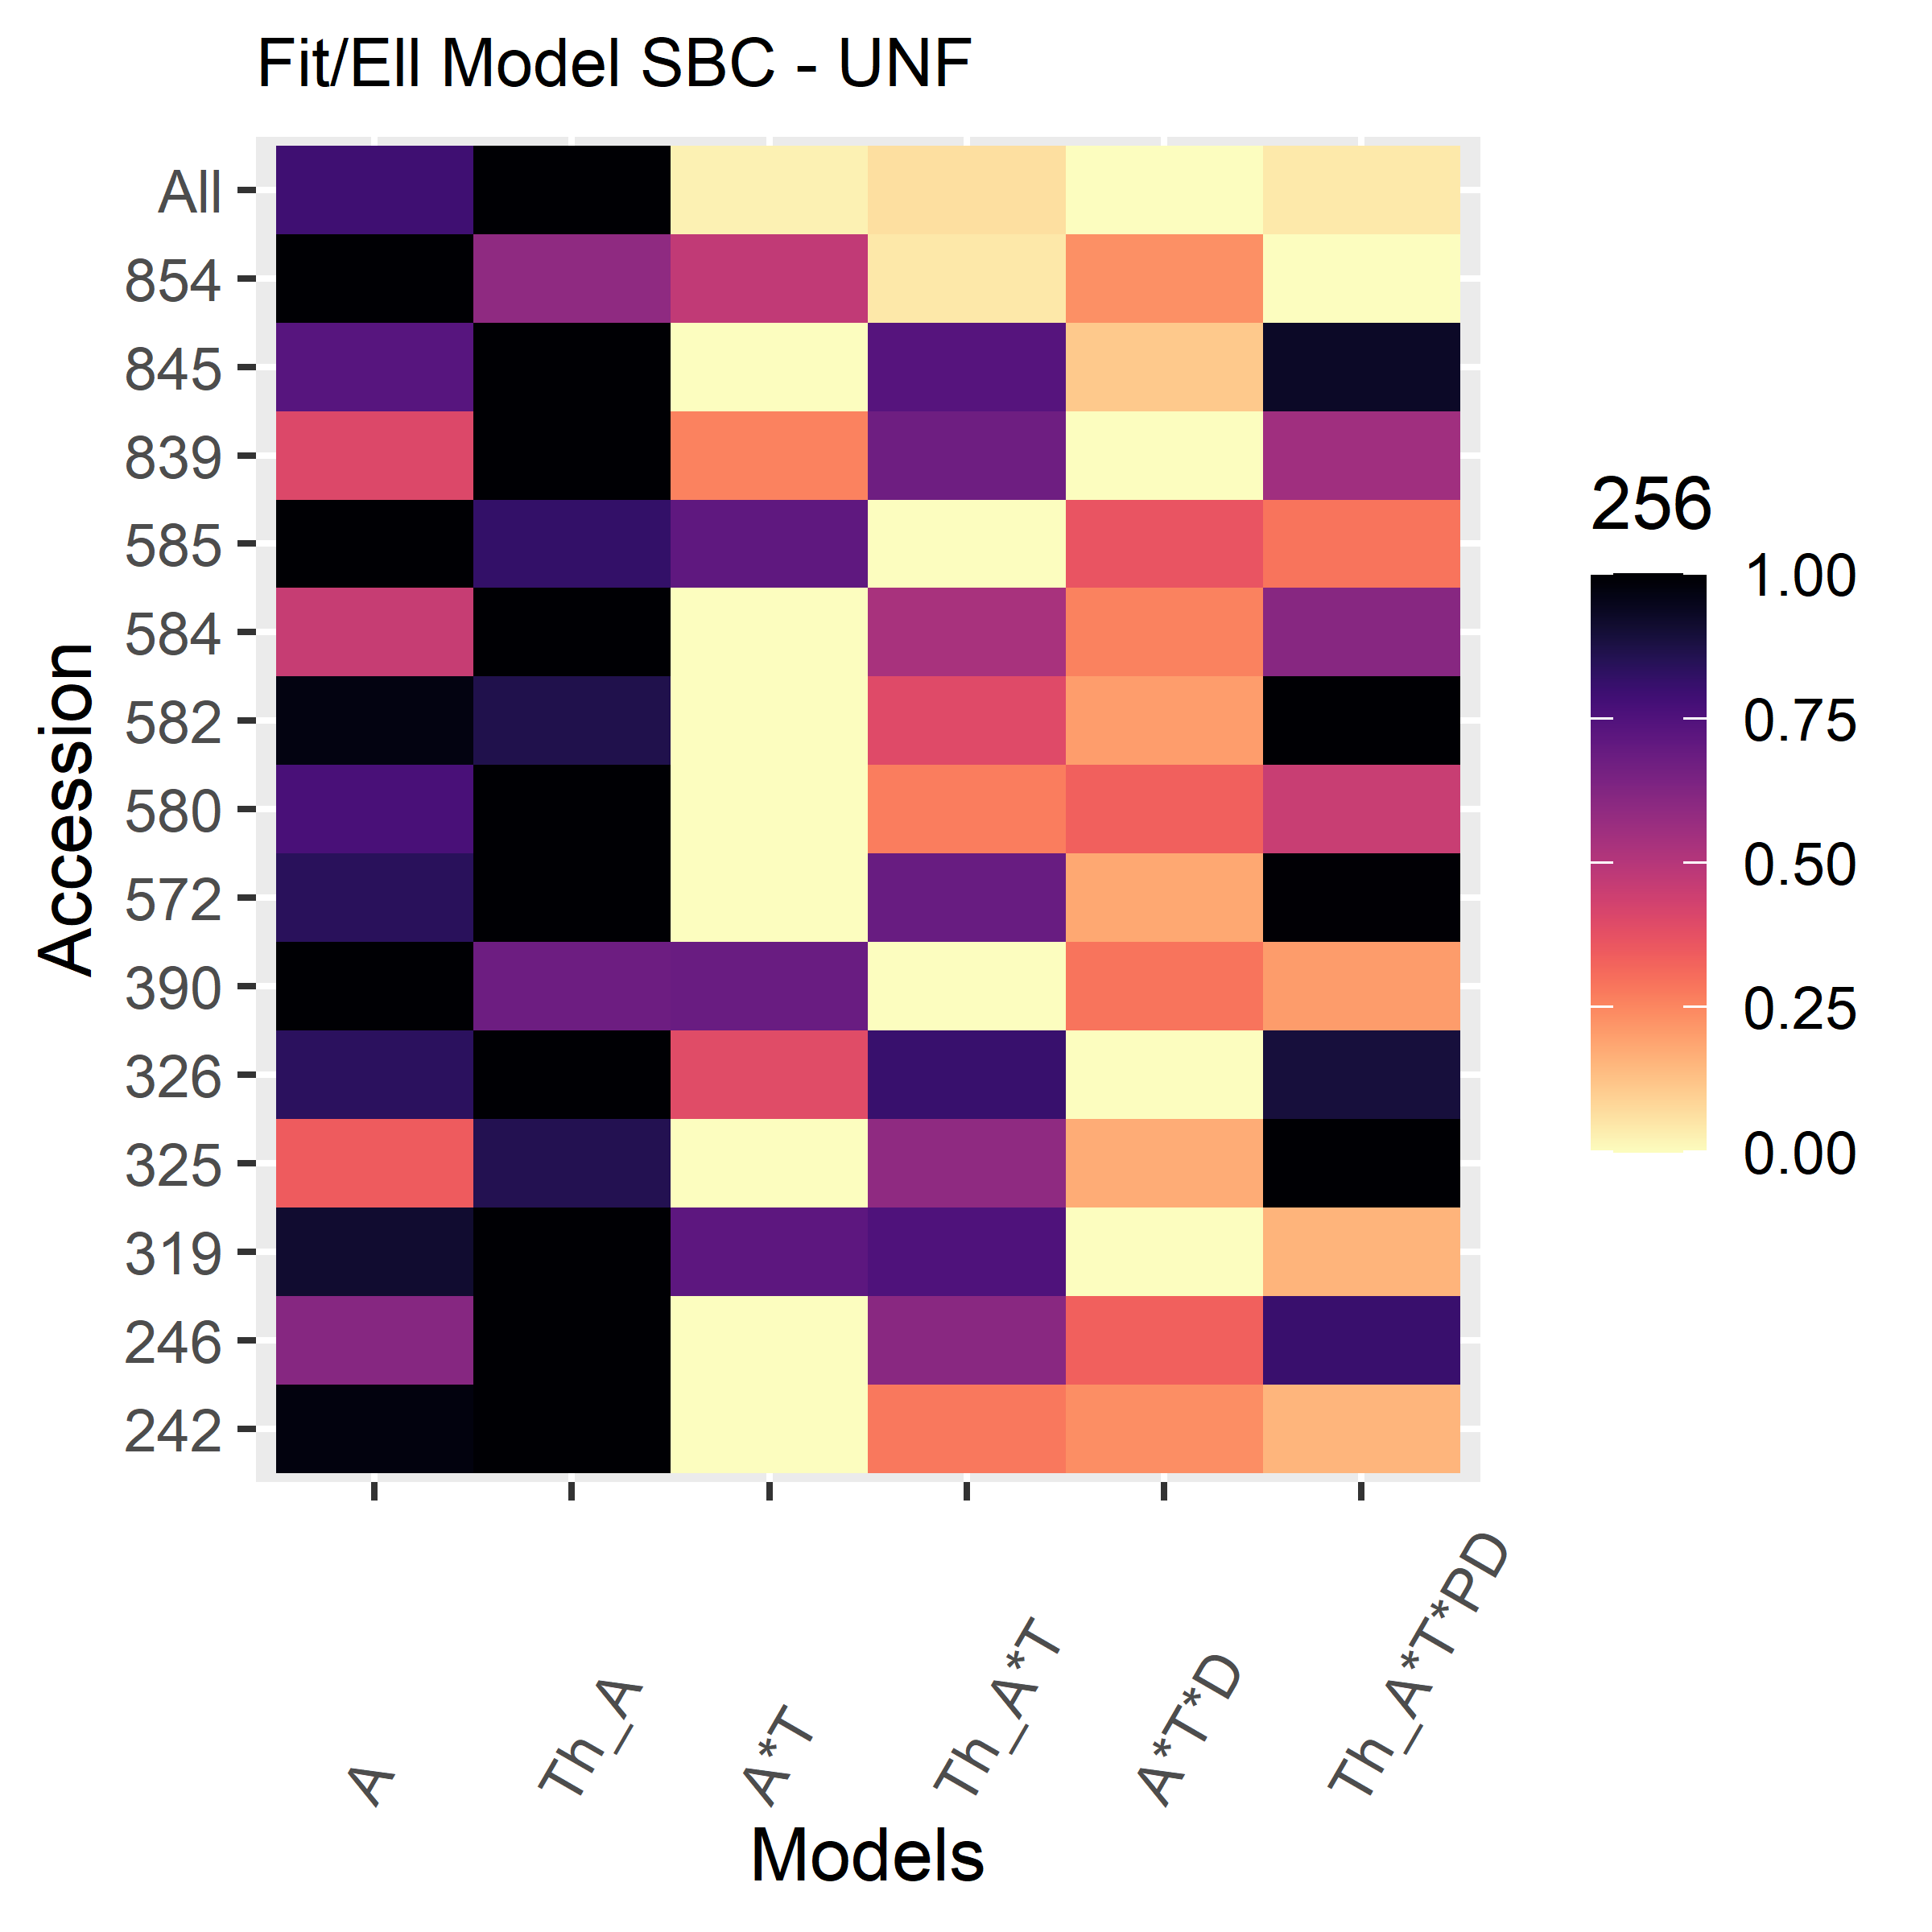 Fit/Ell Model SBC - UNF
All
854
845
839
585
584
582
580
572
390
326
325
319
246
242
Accession
A
Th_A
A*T
Th_A*T
A*T*D
Th_A*T*PD
Models
256
1.00
0.75
0.50
0.25
0.00